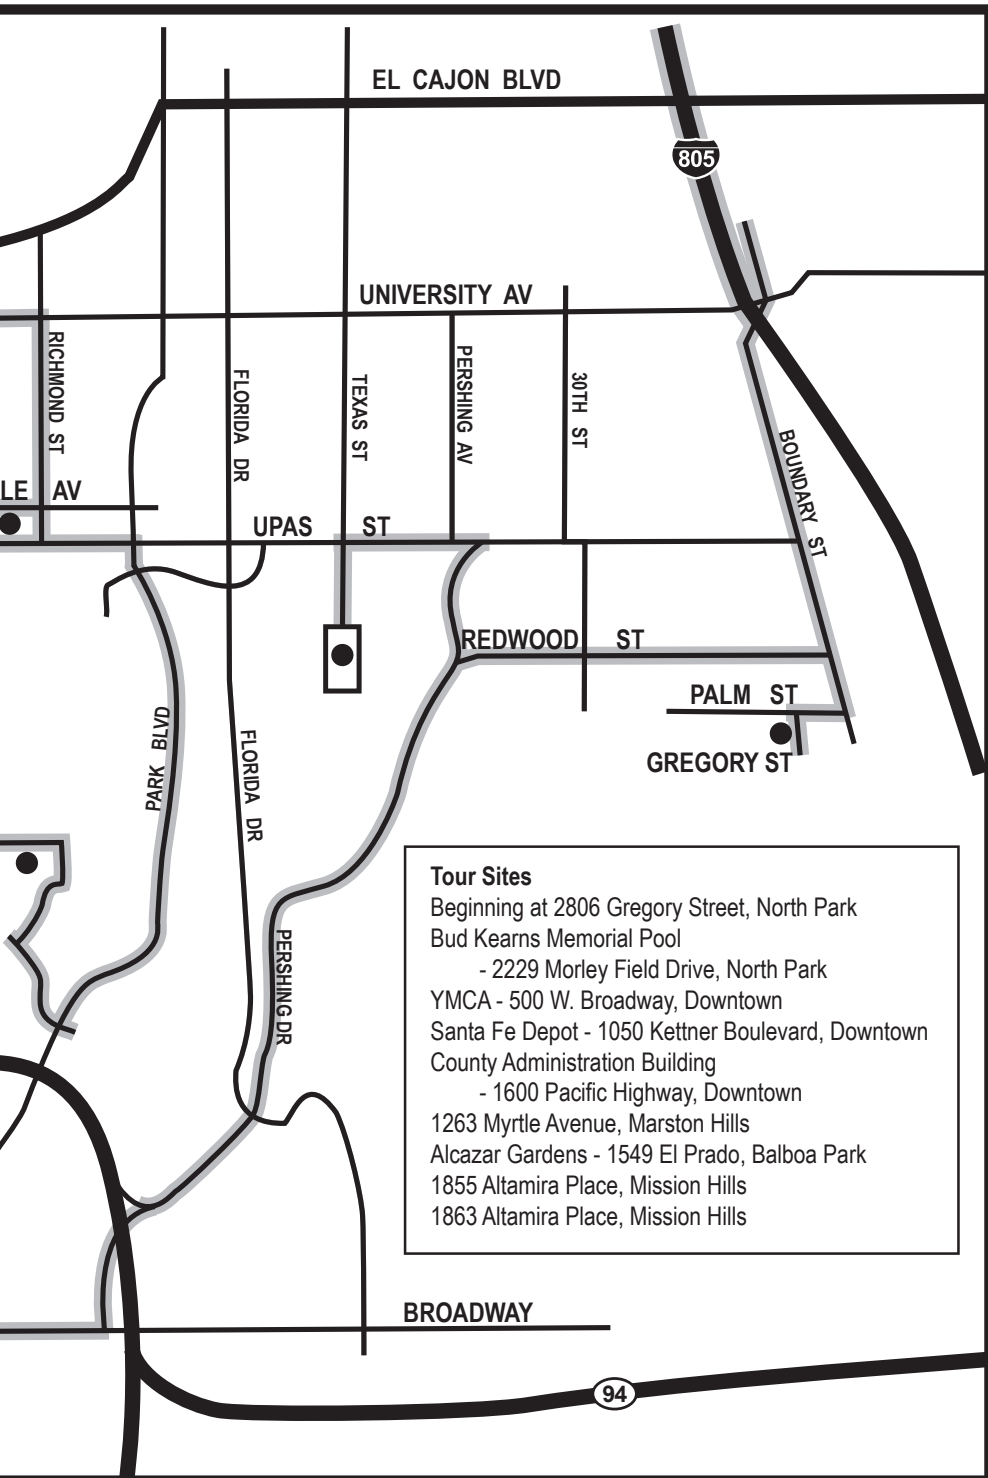 EL CAJON BLVD
805
UNIVERSITY AV
RICHMOND ST
FLORIDA DR
TEXAS ST
PERSHING AV
30TH ST
BOUNDARY ST
LE AV
UPAS ST
REDWOOD ST
PALM ST
GREGORY ST
PARK BLVD
FLORIDA DR
PERSHING DR
Tour Sites
Beginning at 2806 Gregory Street, North Park
Bud Kearns Memorial Pool
- 2229 Morley Field Drive, North Park
YMCA - 500 W. Broadway, Downtown
Santa Fe Depot - 1050 Kettner Boulevard, Downtown
County Administration Building
- 1600 Pacific Highway, Downtown
1263 Myrtle Avenue, Marston Hills
Alcazar Gardens - 1549 El Prado, Balboa Park
1855 Altamira Place, Mission Hills
1863 Altamira Place, Mission Hills
BROADWAY
94